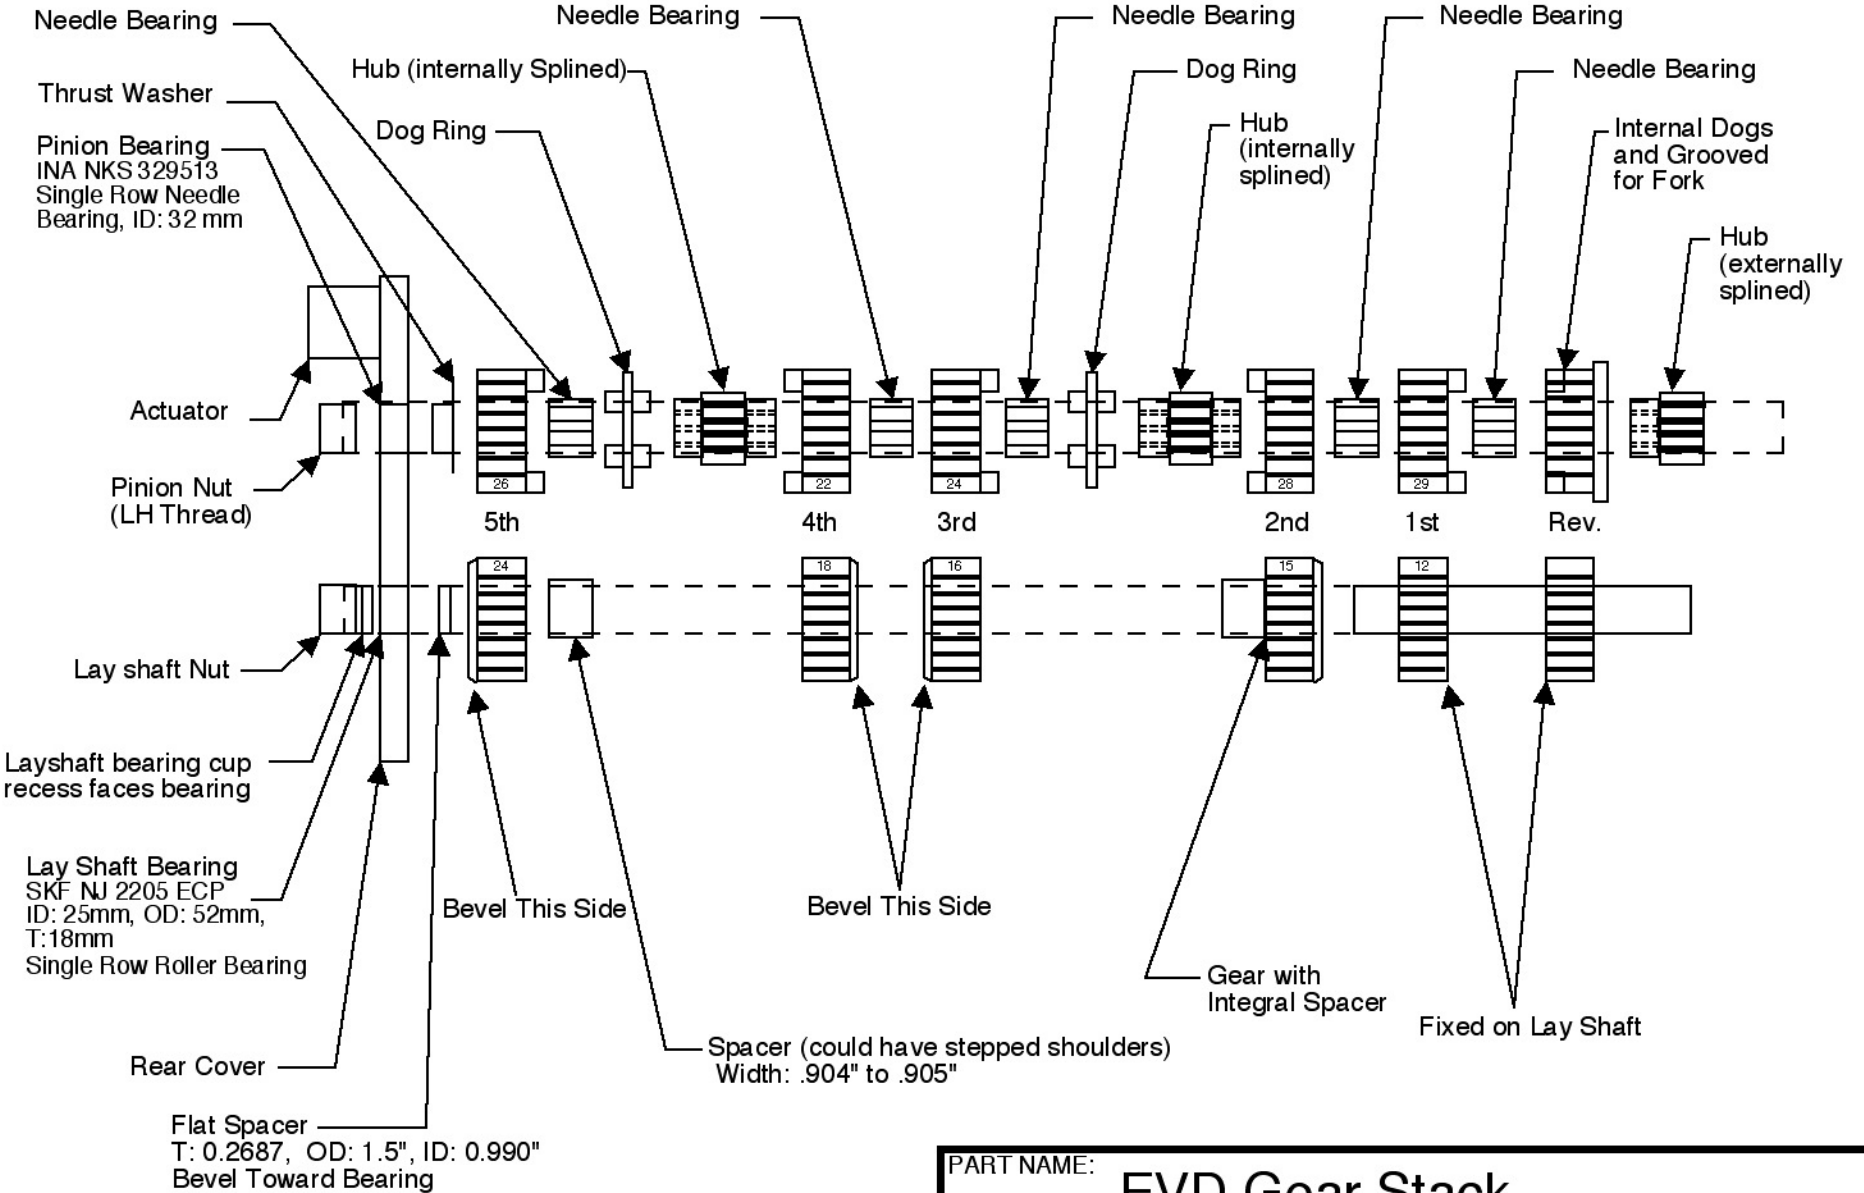 Needle Bearing
Needle Bearing
Needle Bearing
Needle Bearing
Hub (internally Splined)
Dog Ring
Needle Bearing
Thrust Washer
Dog Ring
Hub
(internally
splined)
Internal Dogs
and Grooved
for Fork
Pinion Bearing
INA NKS 329513
Single Row Needle
Bearing, ID: 32 mm
Hub
(externally
splined)
Actuator
Pinion Nut
(LH Thread)
26
22
24
28
29
5th
4th
3rd
2nd
1st
Rev.
24
18
16
15
12
Lay shaft Nut
Layshaft bearing cup
recess faces bearing
Lay Shaft Bearing
SKF NJ 2205 ECP
ID: 25mm, OD: 52mm,
T:18mm
Single Row Roller Bearing
Bevel This Side
Bevel This Side
Gear with
Integral Spacer
Fixed on Lay Shaft
Spacer (could have stepped shoulders)
Width: .904" to .905"
Rear Cover
Flat Spacer
T: 0.2687, OD: 1.5", ID: 0.990"
Bevel Toward Bearing
PART NAME:
Gear Stack